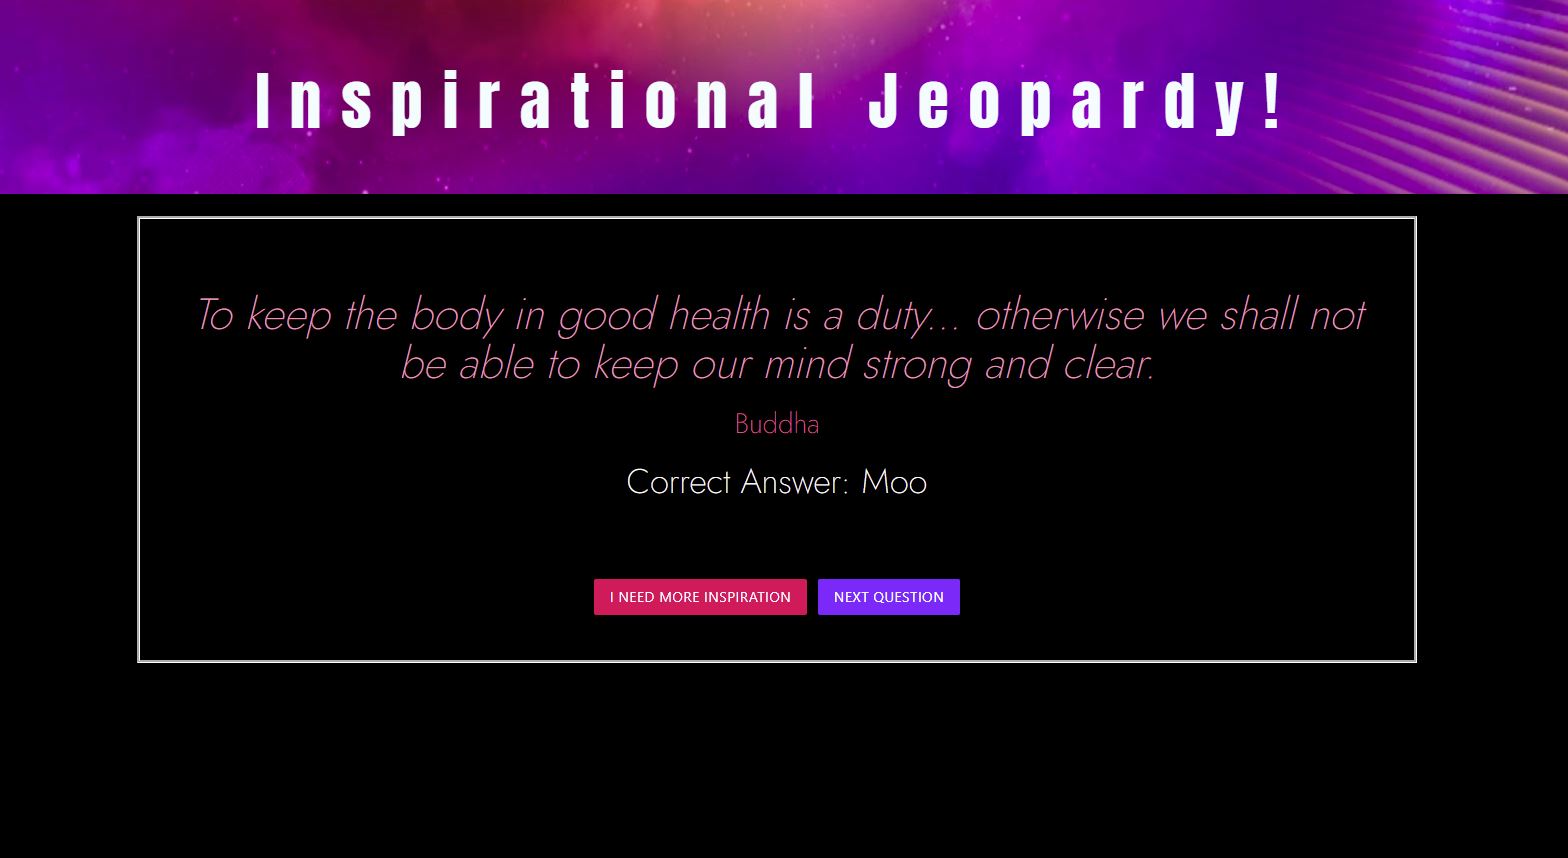 Inspirational Jeopardy!
To keep the body in good health is a duty... otherwise we shall not
be able to keep our mind strong and clear.
Buddha
Correct Answer: Moo
I NEED MORE INSPIRATION
NEXT QUESTION